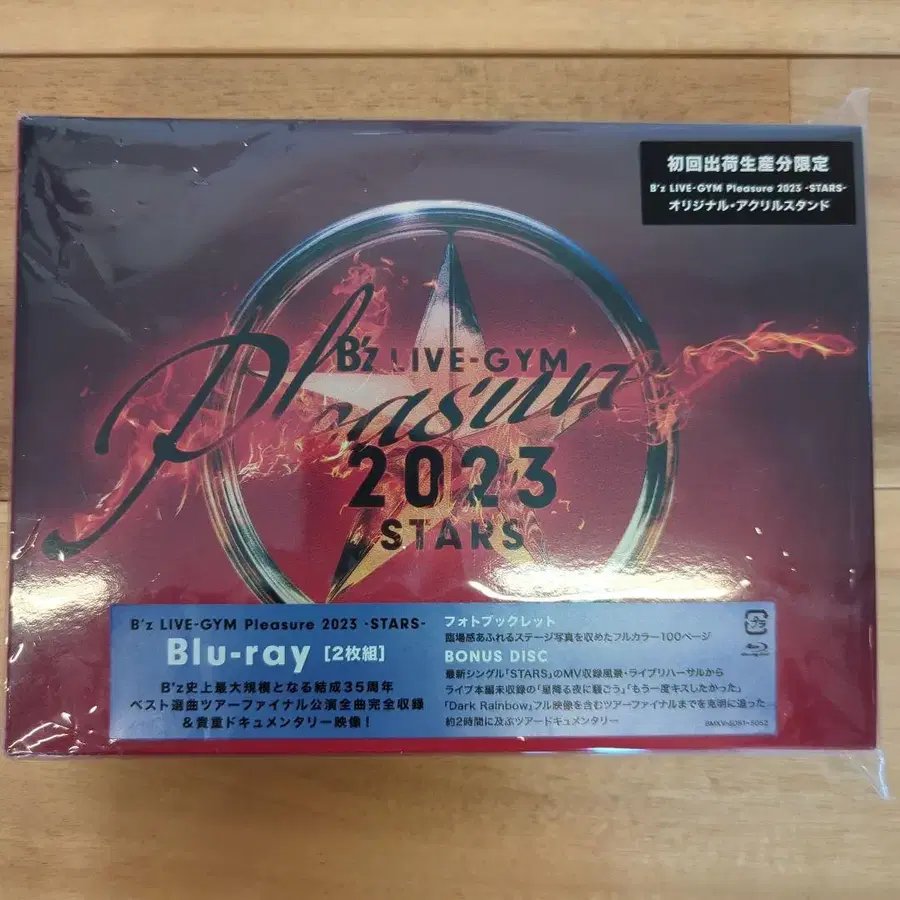 初回出荷生産分限定
B'z LIVE-GYM Pleasure 2023 -STARS-
オリジナル・アクリルスタンド
B'z LIVE-GYM
Pleasure
2023
STARS
B'z LIVE-GYM Pleasure 2023 -STARS-
Blu-ray [2枚組]
B'z史上最大規模となる結成35周年
ベスト選曲ツアーファイナル公演全曲完全収録
&貴重ドキュメンタリー映像!
フォトブックレット
臨場感あふれるステージ写真を収めたフルカラー100ページ
BONUS DISC
最新シングル「STARS」のMV収録風景・ライブリハーサルから
ライブ本編未収録の「星降る夜に騒ごう」「もう一度キスしたかった」
「Dark Rainbow」フル映像を含むツアーファイナルまでを克明に追った
約2時間に及ぶツアードキュメンタリー
BMXV-5051~5052